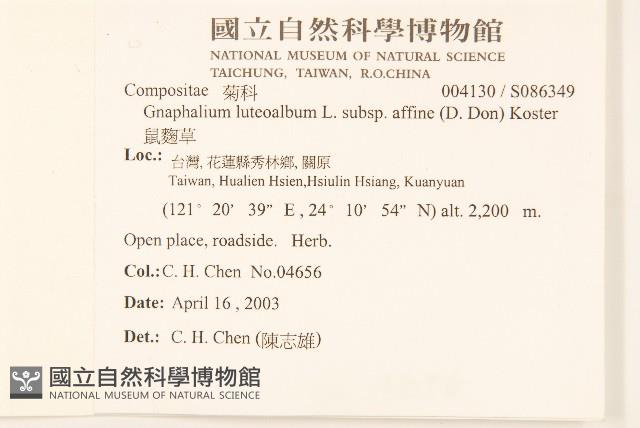 國立自然科學博物館
NATIONAL MUSEUM OF NATURAL SCIENCE
TAICHUNG, TAIWAN, R.O.CHINA
Compositae 菊科 004130 / S086349
Gnaphalium luteoalbum L. subsp. affine (D. Don) Koster
鼠麴草
Loc.: 台灣, 花蓮縣秀林鄉, 關原
Taiwan, Hualien Hsien,Hsiulin Hsiang, Kuanyuan
(121° 20’ 39” E , 24° 10’ 54” N) alt. 2,200 m.
Open place, roadside. Herb.
Col.: C. H. Chen No.04656
Date: April 16 , 2003
Det.: C. H. Chen (陳志雄)
國立自然科學博物館
NATIONAL MUSEUM OF NATURAL SCIENCE